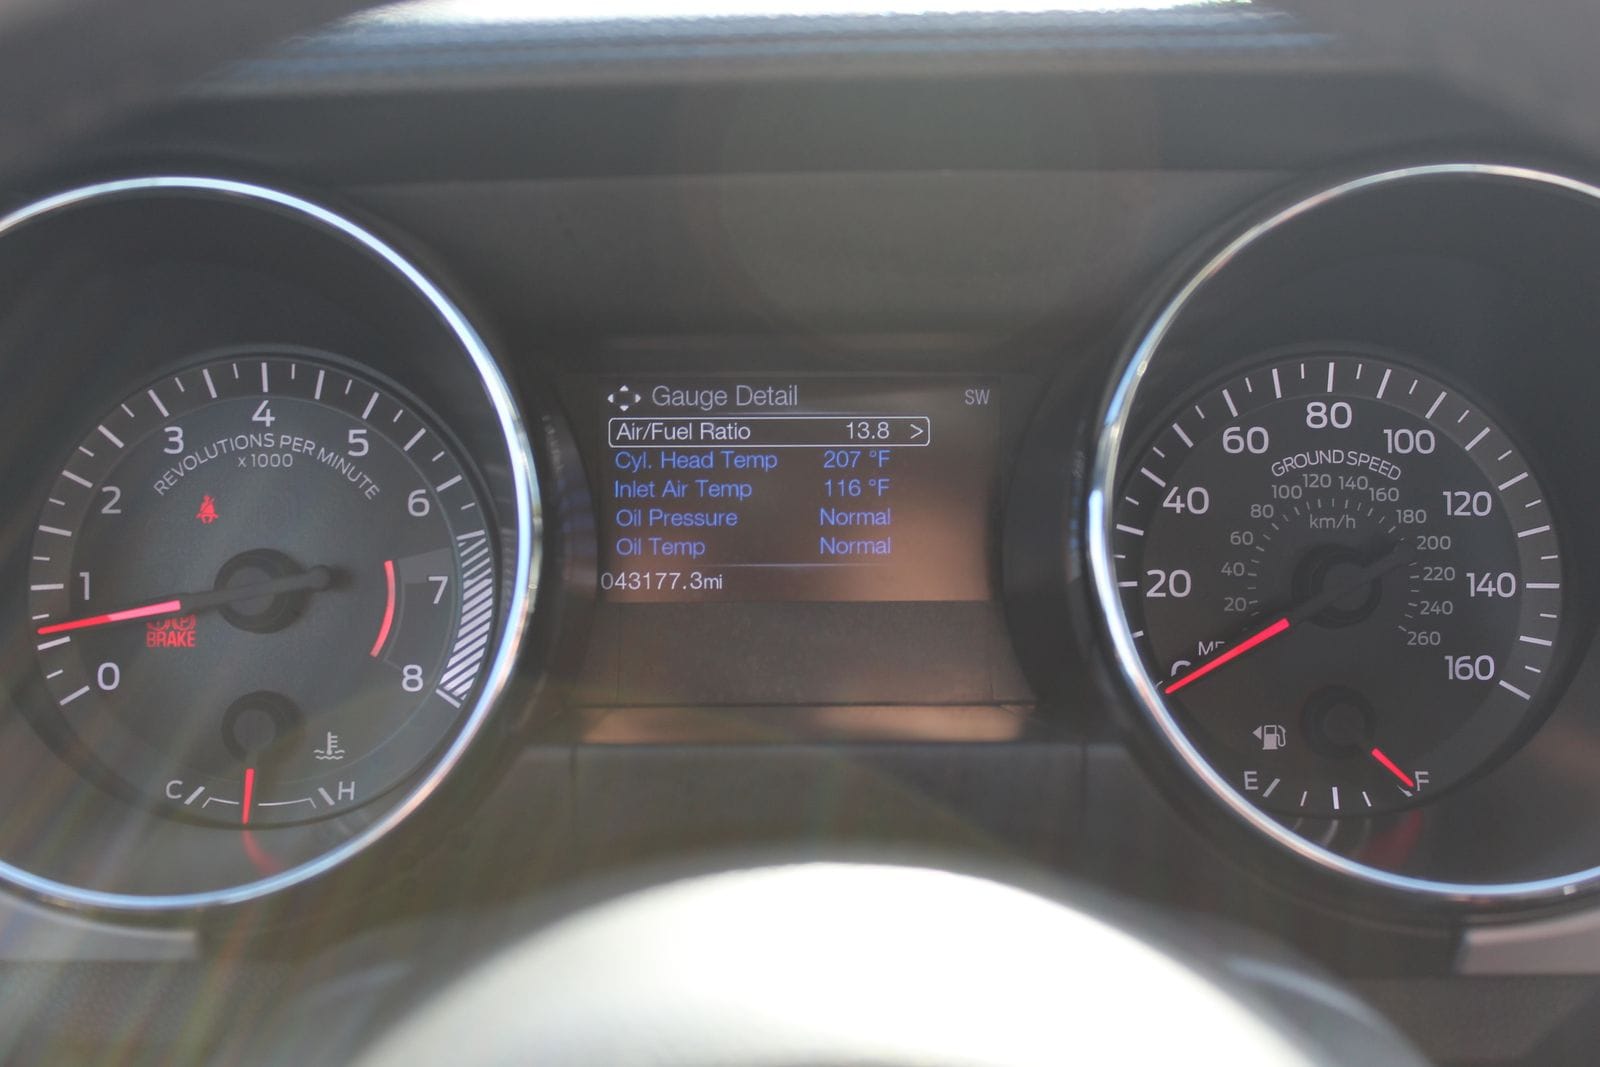 0
1
2
3
4
5
6
7
8
REVOLUTIONS PER MINUTE
x1000
BRAKE
C H
Gauge Detail SW
Air/Fuel Ratio 13.8 >
Cyl. Head Temp 207 °F
Inlet Air Temp 116 °F
Oil Pressure Normal
Oil Temp Normal
043177.3mi
20
40
60
80
100
120
140
160
GROUND SPEED
20
40
60
80
100
120
140
160
180
200
220
240
260
km/h
E F